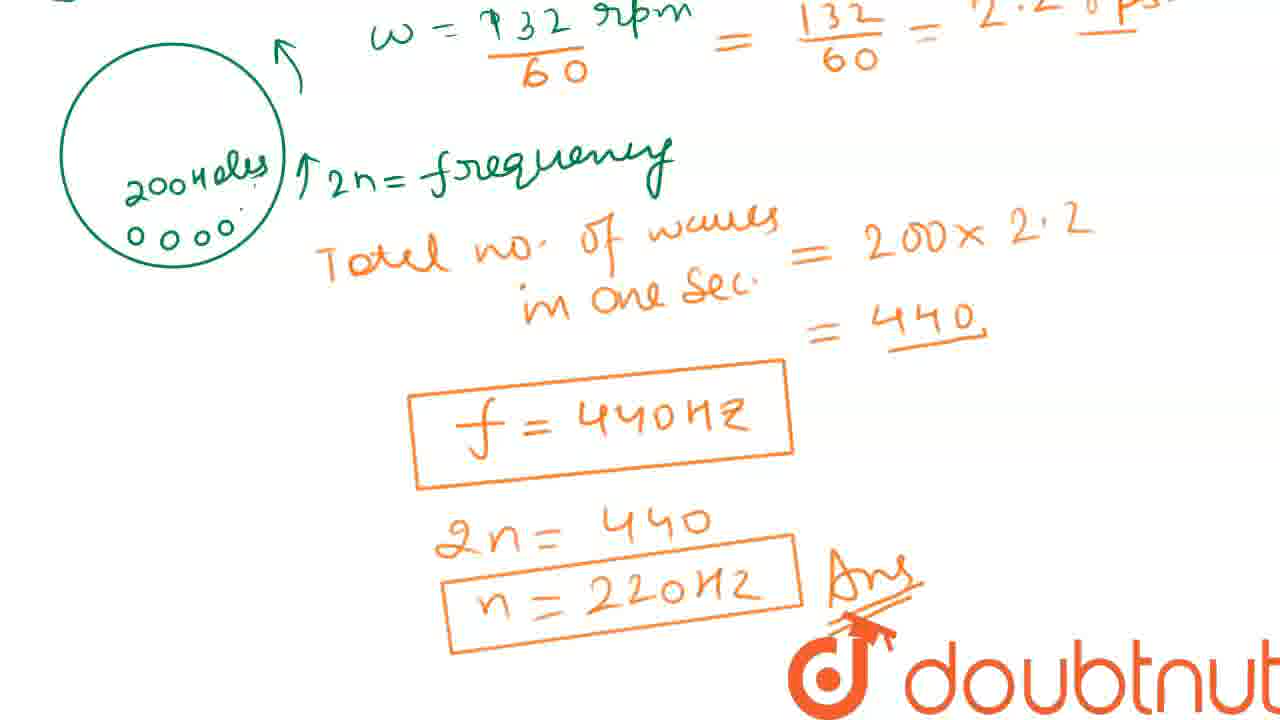 ω = 132 rpm / 60 = 132 / 60 = 2.2 rps
200 Holes
2n = frequency
Total no. of waves in one sec. = 200 × 2.2
= 440
f = 440 HZ
2n = 440
n = 220 HZ Ans
doubtnut